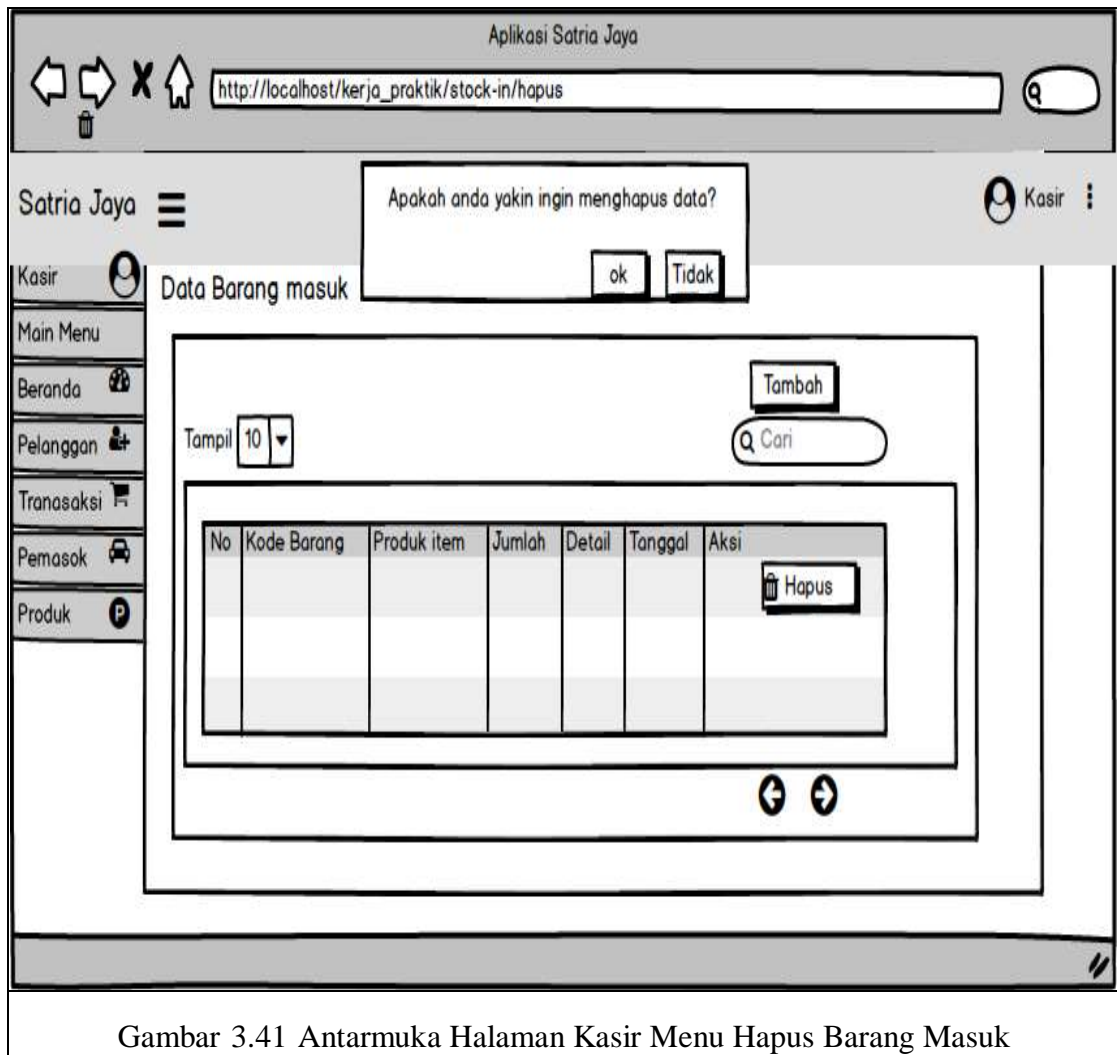 Aplikasi Satria Jaya
http://localhost/kerja_praktik/stock-in/hapus
Satria Jaya
Apakah anda yakin ingin menghapus data?
ok Tidak
Kasir
Kasir
Main Menu
Beranda
Pelanggan
Tranasaksi
Pemasok
Produk
Data Barang masuk
Tambah
Tampil 10
Cari
No Kode Barang Produk item Jumlah Detail Tanggal Aksi
Hapus
Gambar 3.41 Antarmuka Halaman Kasir Menu Hapus Barang Masuk